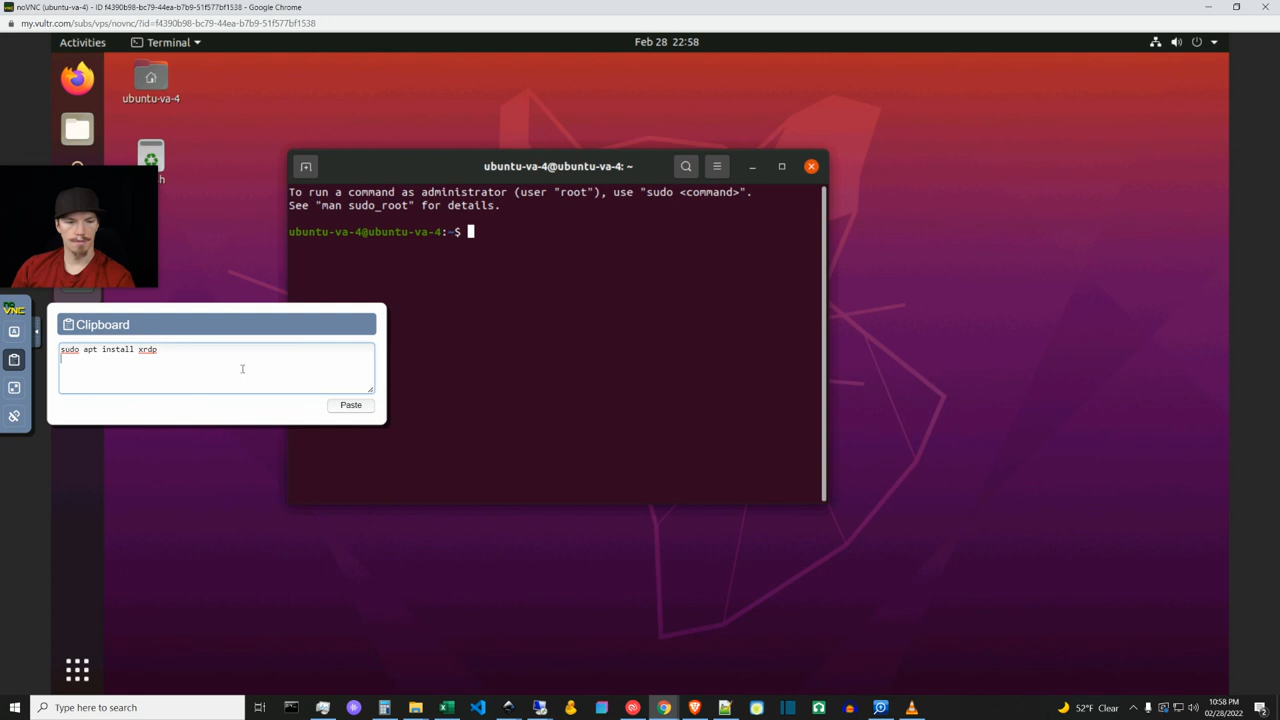 noVNC (ubuntu-va-4) - ID f4390b98-bc79-44ea-b7b9-51f577bf1538 - Google Chrome
my.vultr.com/subs/vps/novnc/?id=f4390b98-bc79-44ea-b7b9-51f577bf1538
Activities
Terminal
Feb 28 22:58
ubuntu-va-4
ubuntu-va-4@ubuntu-va-4: ~
To run a command as administrator (user "root"), use "sudo <command>".
See "man sudo_root" for details.
ubuntu-va-4@ubuntu-va-4:~$
no
VNC
Clipboard
sudo apt install xrdp
Paste
Type here to search
52°F Clear
10:58 PM
02/28/2022
2